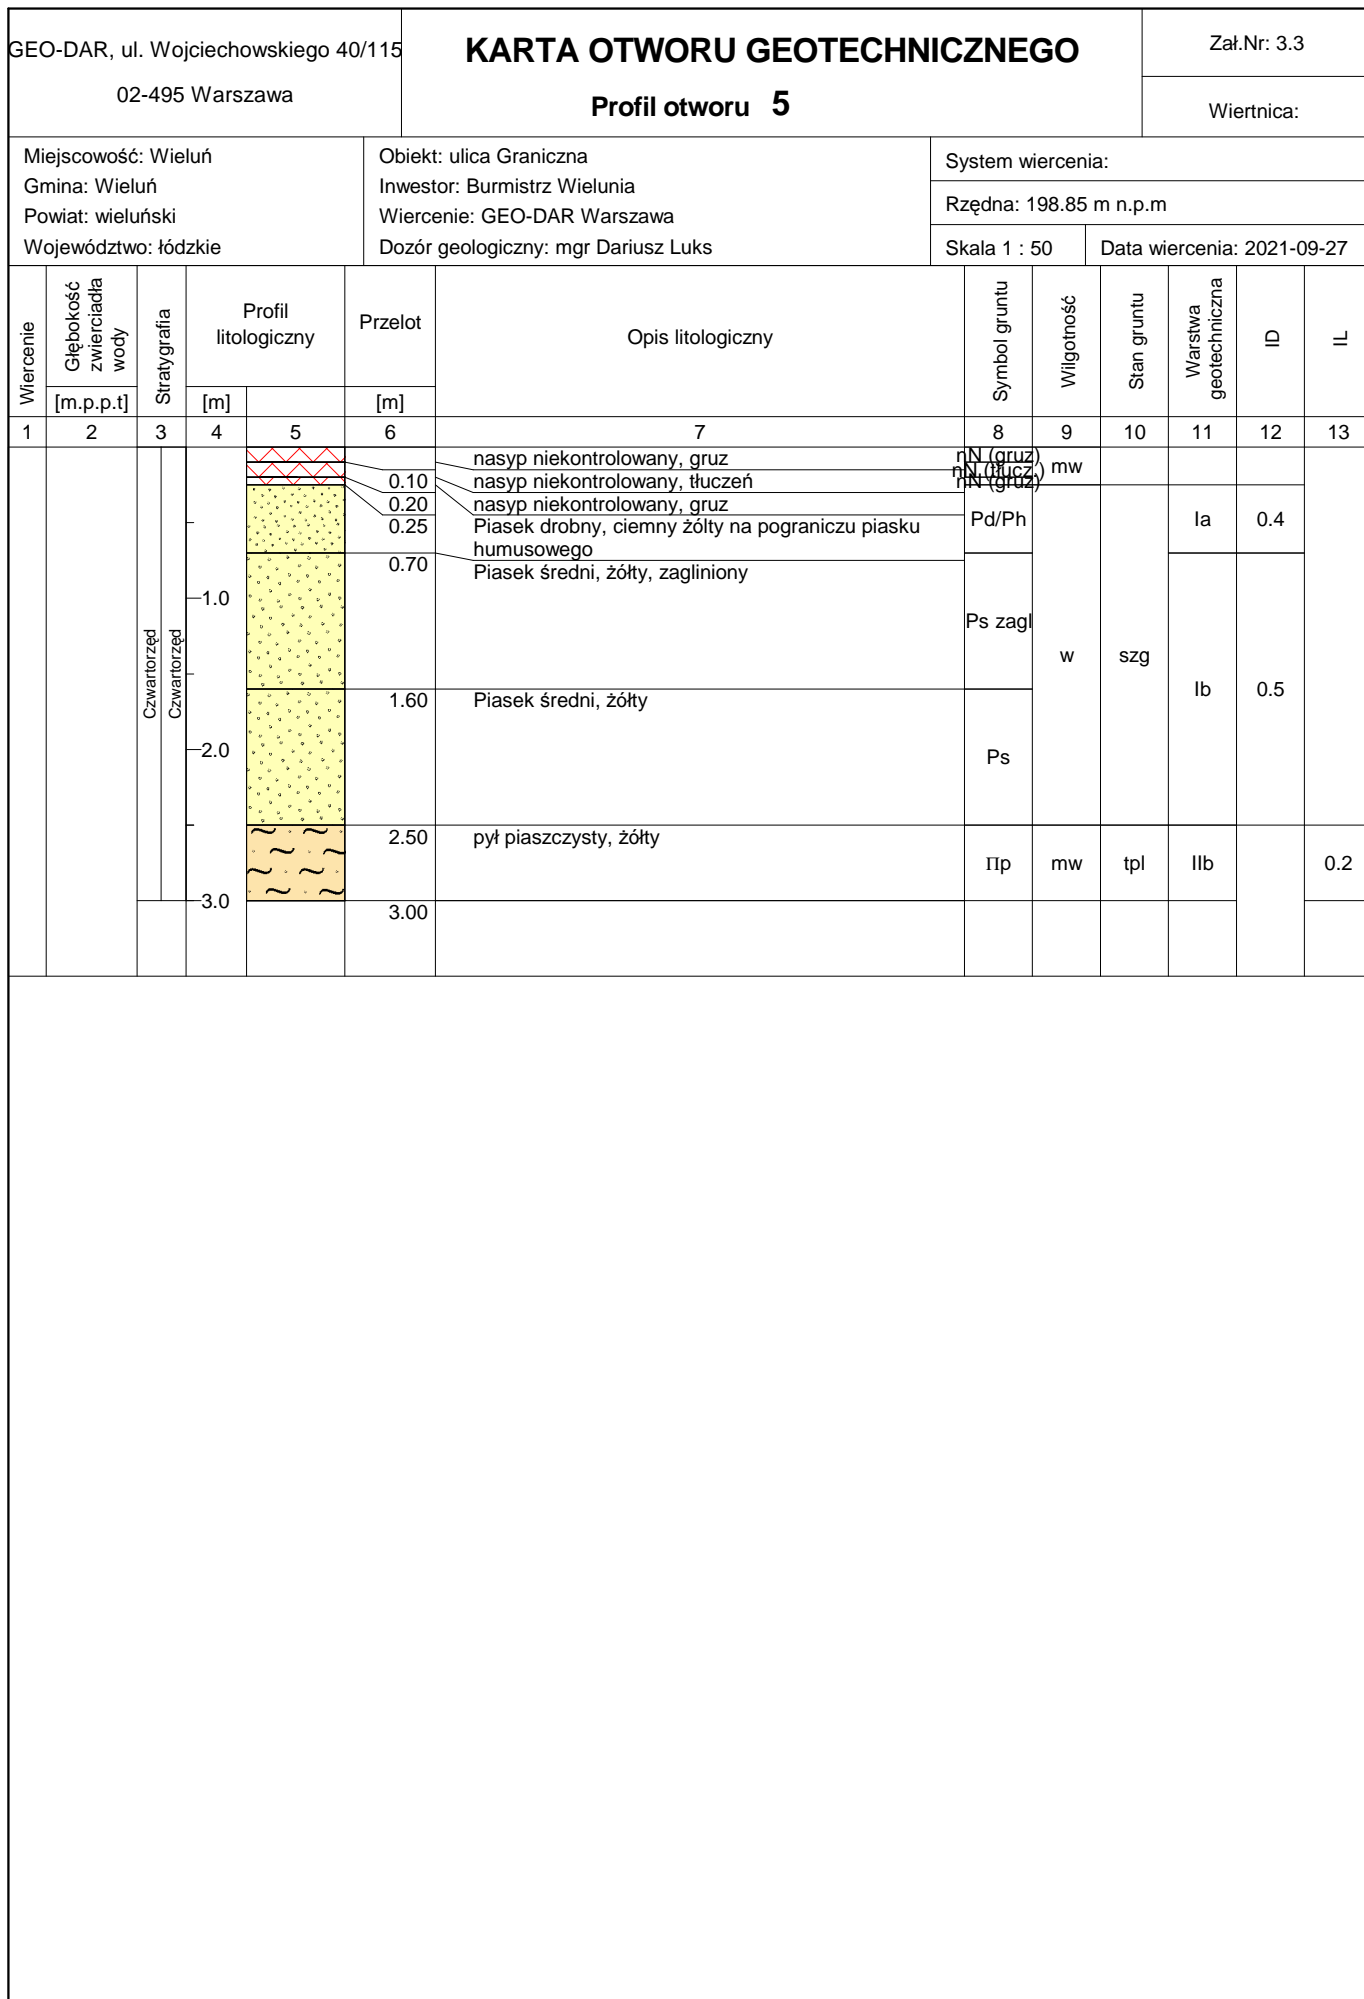 GEO-DAR, ul. Wojciechowskiego 40/115
02-495 Warszawa
KARTA OTWORU GEOTECHNICZNEGO
Profil otworu 5
Zał.Nr: 3.3
Wiertnica:
Miejscowość: Wieluń
Gmina: Wieluń
Powiat: wieluński
Województwo: łódzkie
Obiekt: ulica Graniczna
Inwestor: Burmistrz Wielunia
Wiercenie: GEO-DAR Warszawa
Dozór geologiczny: mgr Dariusz Luks
System wiercenia:
Rzędna: 198.85 m n.p.m
Skala 1 : 50
Data wiercenia: 2021-09-27
Wiercenie
Głębokość
zwierciadła
wody
[m.p.p.t]
Stratygrafia
Profil
litologiczny
[m]
Przelot
[m]
Opis litologiczny
Symbol gruntu
Wilgotność
Stan gruntu
Warstwa
geotechniczna
ID
IL
1 2 3 4 5 6 7 8 9 10 11 12 13
nasyp niekontrolowany, gruz
nN (gruz)
mw
0.10
nasyp niekontrolowany, tłuczeń
nN (tłucz.)
0.20
nasyp niekontrolowany, gruz
nN (gruz)
0.25
Piasek drobny, ciemny żólty na pograniczu piasku
humusowego
Pd/Ph
Ia
0.4
0.70
Piasek średni, żółty, zagliniony
Ps zagl
1.0
Czwartorzęd
Czwartorzęd
w
szg
Ib
0.5
1.60
Piasek średni, żółty
Ps
2.0
2.50
pył piaszczysty, żółty
Πp
mw
tpl
IIb
0.2
3.0
3.00